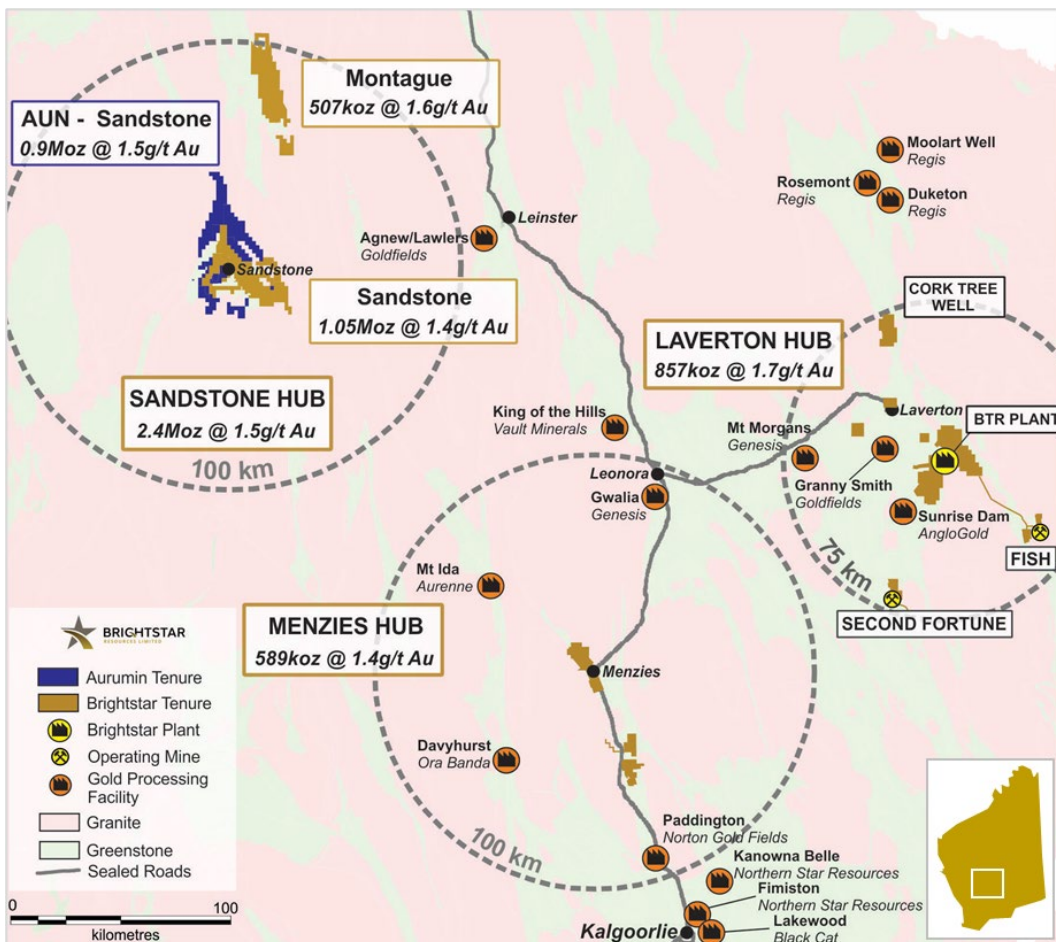 Montague
507koz @ 1.6g/t Au
AUN - Sandstone
0.9Moz @ 1.5g/t Au
Moolart Well
Regis
Rosemont
Regis
Duketon
Regis
Leinster
Agnew/Lawlers
Goldfields
Sandstone
Sandstone
1.05Moz @ 1.4g/t Au
CORK TREE
WELL
LAVERTON HUB
857koz @ 1.7g/t Au
SANDSTONE HUB
2.4Moz @ 1.5g/t Au
100 km
King of the Hills
Vault Minerals
Mt Morgans
Genesis
Laverton
BTR PLANT
Leonora
Gwalia
Genesis
Granny Smith
Goldfields
Sunrise Dam
AngloGold
75 km
FISH
Mt Ida
Aurenne
SECOND FORTUNE
MENZIES HUB
589koz @ 1.4g/t Au
Menzies
BRIGHTSTAR
RESOURCES LIMITED
Aurumin Tenure
Brightstar Tenure
Brightstar Plant
Operating Mine
Gold Processing
Facility
Granite
Greenstone
Sealed Roads
0 100
kilometres
Davyhurst
Ora Banda
100 km
Paddington
Norton Gold Fields
Kanowna Belle
Northern Star Resources
Fimiston
Northern Star Resources
Kalgoorlie
Lakewood
Black Cat